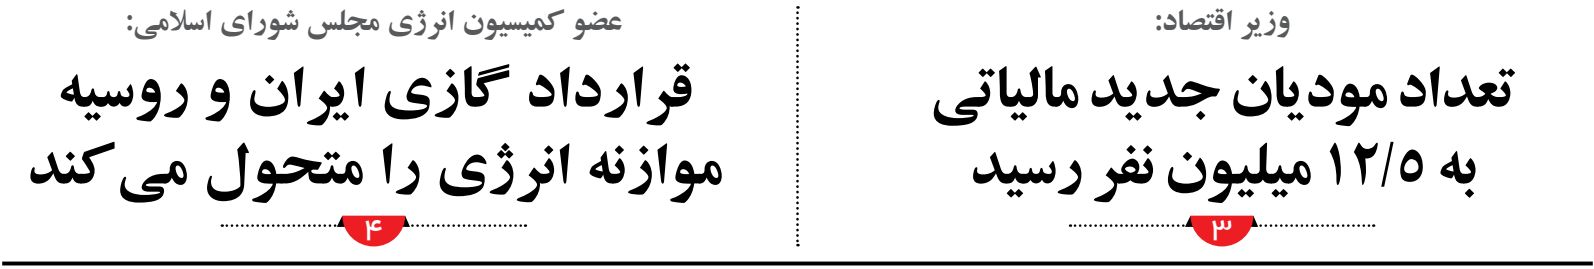 وزیر اقتصاد:
تعداد مودیان جدید مالیاتی
به ۱۲/۵ میلیون نفر رسید
۳
عضو کمیسیون انرژی مجلس شورای اسلامی:
قرارداد گازی ایران و روسیه
موازنه انرژی را متحول می‌کند
۴